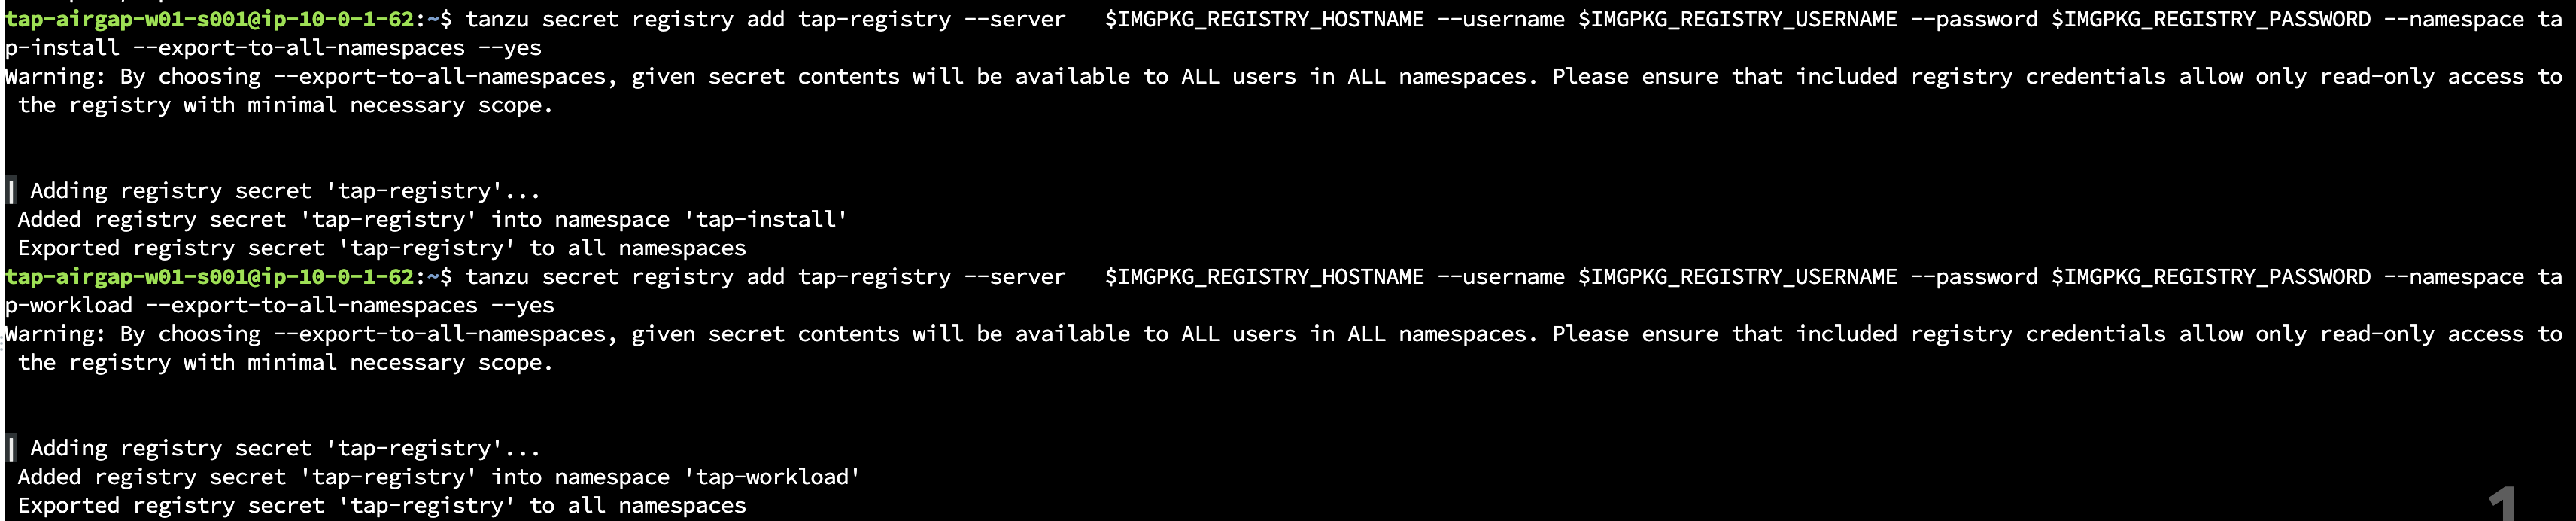 tap-airgap-w01-s001@ip-10-0-1-62:~$ tanzu secret registry add tap-registry --server   $IMGPKG_REGISTRY_HOSTNAME --username $IMGPKG_REGISTRY_USERNAME --password $IMGPKG_REGISTRY_PASSWORD --namespace ta
p-install --export-to-all-namespaces --yes
Warning: By choosing --export-to-all-namespaces, given secret contents will be available to ALL users in ALL namespaces. Please ensure that included registry credentials allow only read-only access to
 the registry with minimal necessary scope.
| Adding registry secret 'tap-registry'...
 Added registry secret 'tap-registry' into namespace 'tap-install'
 Exported registry secret 'tap-registry' to all namespaces
tap-airgap-w01-s001@ip-10-0-1-62:~$ tanzu secret registry add tap-registry --server   $IMGPKG_REGISTRY_HOSTNAME --username $IMGPKG_REGISTRY_USERNAME --password $IMGPKG_REGISTRY_PASSWORD --namespace ta
p-workload --export-to-all-namespaces --yes
Warning: By choosing --export-to-all-namespaces, given secret contents will be available to ALL users in ALL namespaces. Please ensure that included registry credentials allow only read-only access to
 the registry with minimal necessary scope.
| Adding registry secret 'tap-registry'...
 Added registry secret 'tap-registry' into namespace 'tap-workload'
 Exported registry secret 'tap-registry' to all namespaces
1